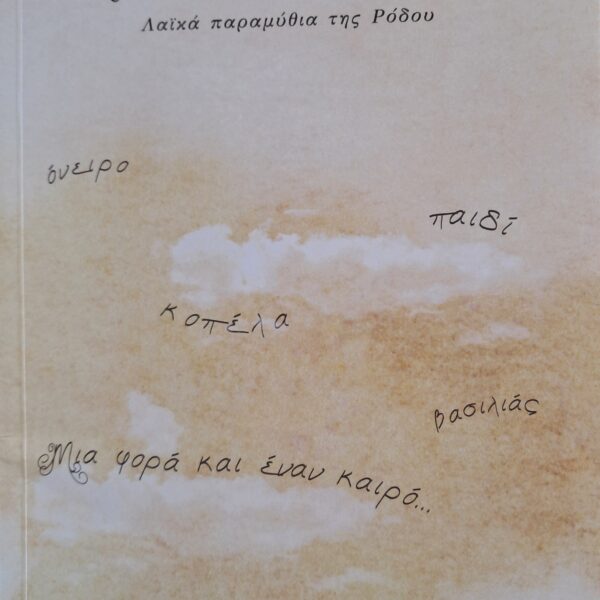 Λαϊκά παραμύθια της Ρόδου
όνειρο
παιδί
κοπέλα
βασιλιάς
Μια φορά και έναν καιρό...